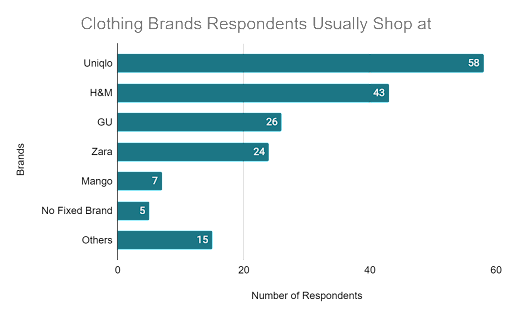 Clothing Brands Respondents Usually Shop at
Brands
Uniqlo 58
H&M 43
GU 26
Zara 24
Mango 7
No Fixed Brand 5
Others 15
0 20 40 60
Number of Respondents